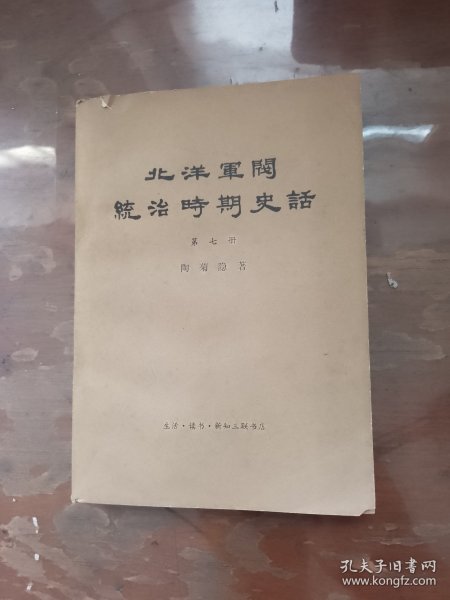 北洋軍閥
統治時期史話
第七册
陶菊隐著
生活·读书·新知三联书店
孔夫子旧书网
www.kongfz.com